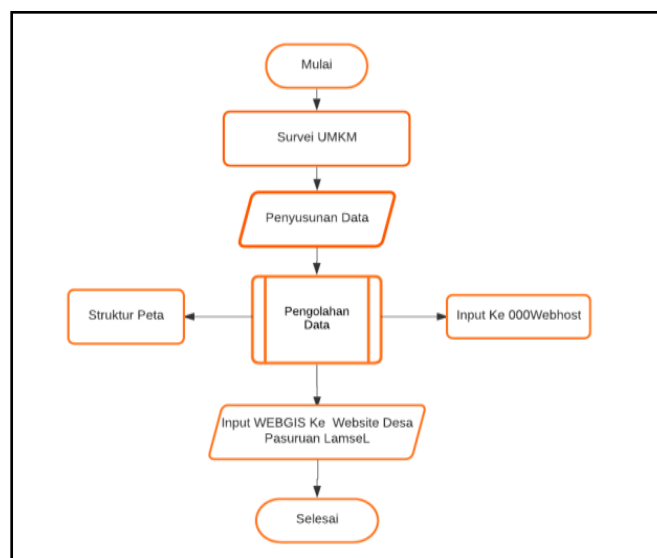 Mulai
Survei UMKM
Penyusunan Data
Struktur Peta
Pengolahan
Data
Input Ke 000Webhost
Input WEBGIS Ke Website Desa
Pasuruan LamseL
Selesai